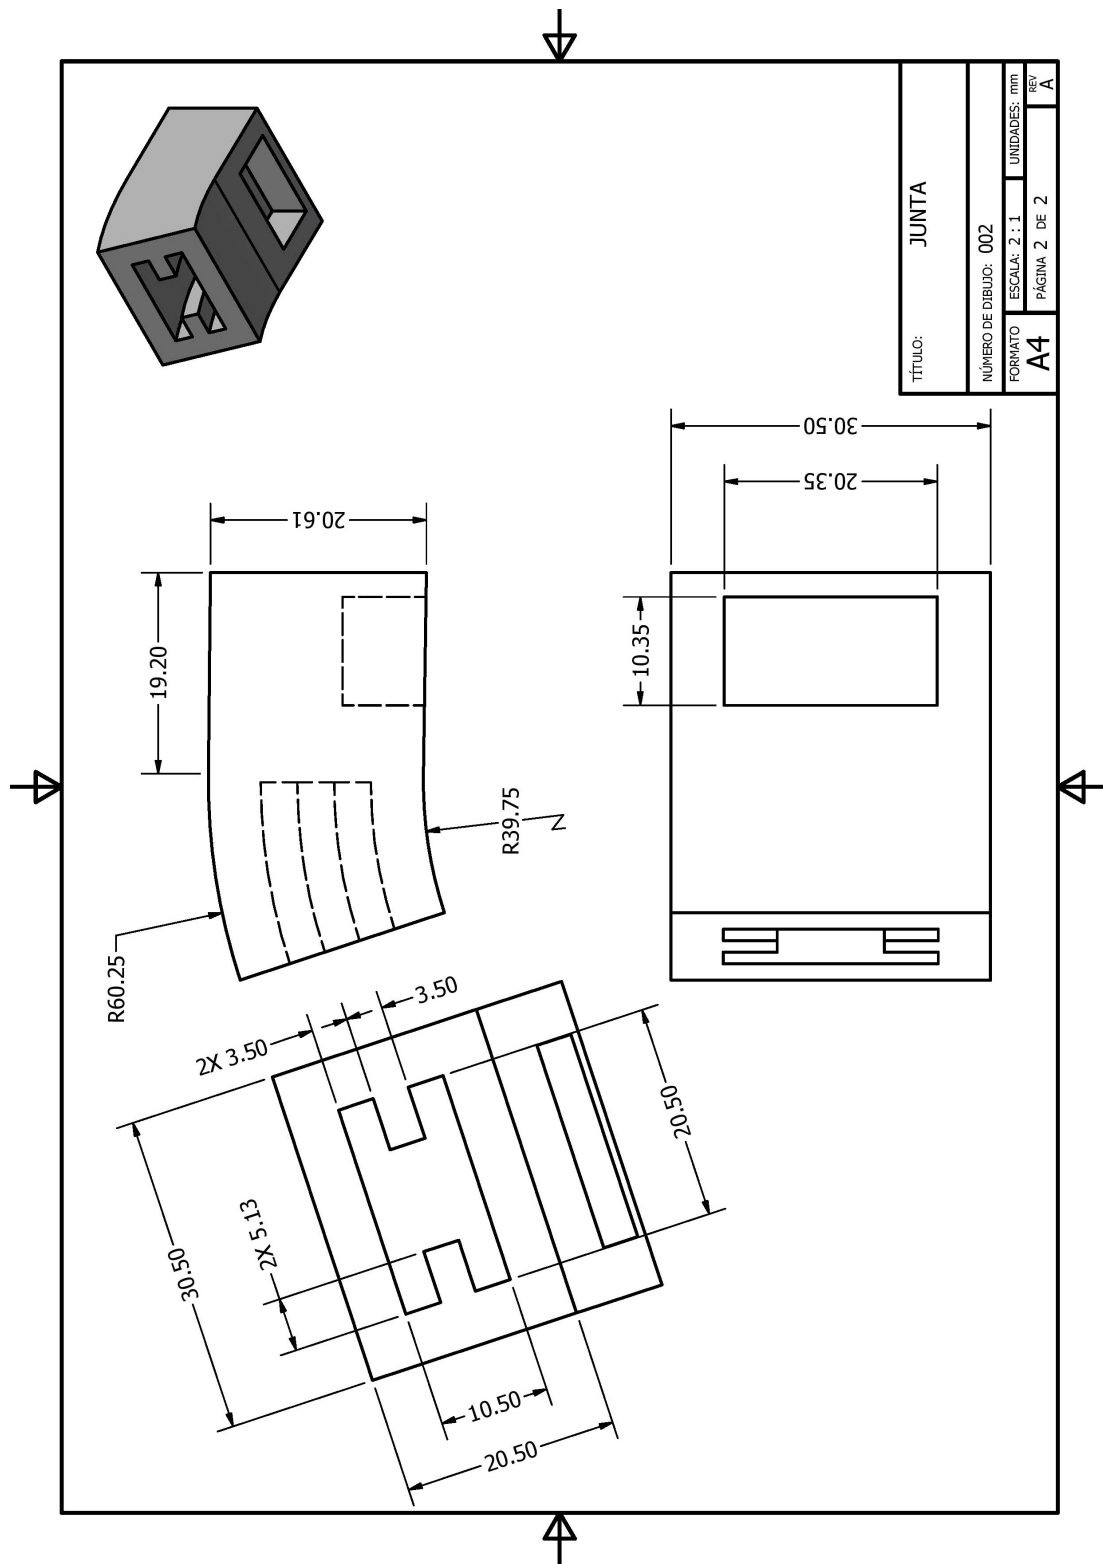 20.61
19.20
R60.25
R39.75
2X 3.50
3.50
30.50
2X 5.13
20.50
10.50
20.50
30.50
20.35
10.35
TÍTULO: JUNTA
NÚMERO DE DIBUJO: 002
FORMATO
A4
ESCALA: 2 : 1
UNIDADES: mm
PÁGINA 2 DE 2
REV
A